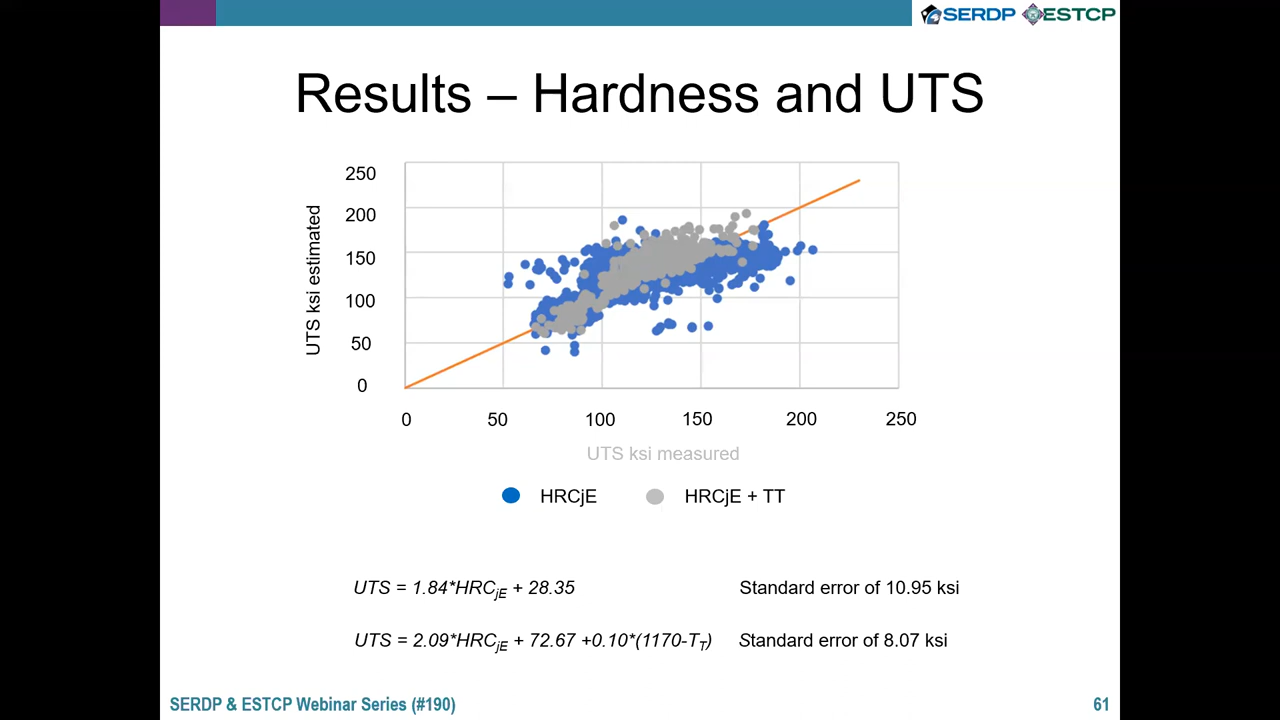 SERDP ESTCP
Results – Hardness and UTS
250
200
150
100
50
0
UTS ksi estimated
0 50 100 150 200 250
UTS ksi measured
HRCjE HRCjE + TT
UTS = 1.84*HRCjE + 28.35 Standard error of 10.95 ksi
UTS = 2.09*HRCjE + 72.67 +0.10*(1170-TT) Standard error of 8.07 ksi
SERDP & ESTCP Webinar Series (#190) 61